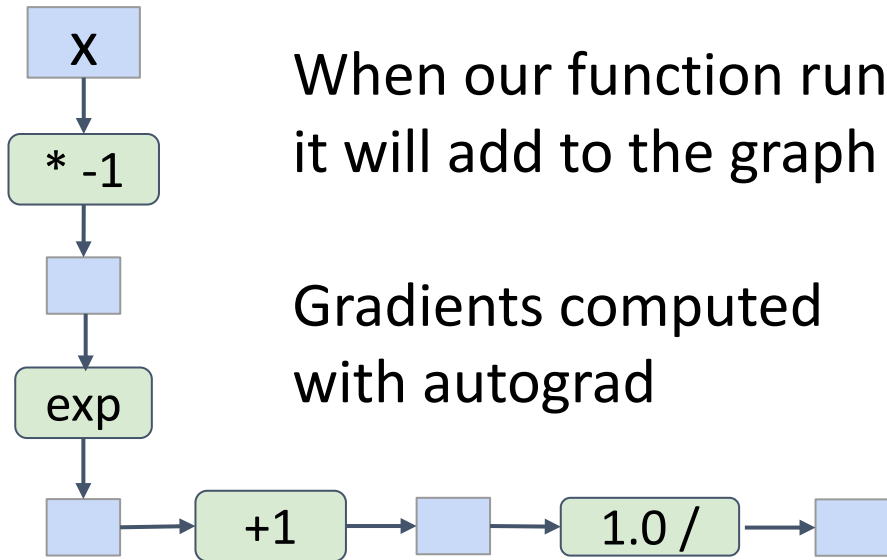 x
When our function run
it will add to the graph
* -1
Gradients computed
with autograd
exp
+1
1.0 /